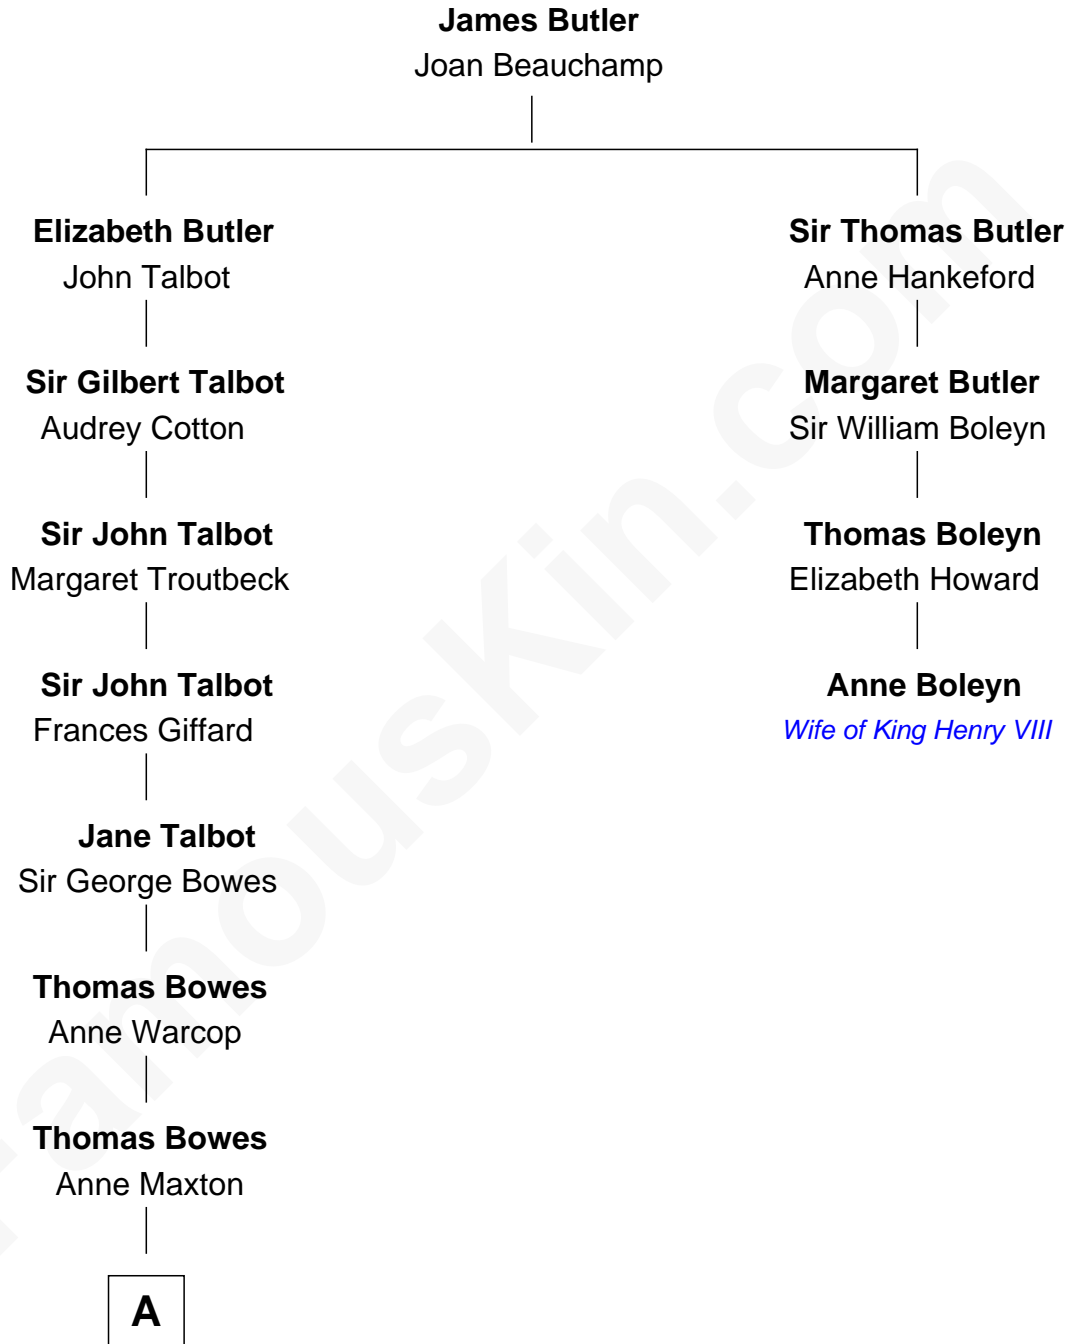 James Butler
Joan Beauchamp
Elizabeth Butler
John Talbot
Sir Thomas Butler
Anne Hankeford
Sir Gilbert Talbot
Audrey Cotton
Margaret Butler
Sir William Boleyn
Sir John Talbot
Margaret Troutbeck
Thomas Boleyn
Elizabeth Howard
Sir John Talbot
Frances Giffard
Anne Boleyn
Wife of King Henry VIII
Jane Talbot
Sir George Bowes
Thomas Bowes
Anne Warcop
Thomas Bowes
Anne Maxton
A
FamousKin.com